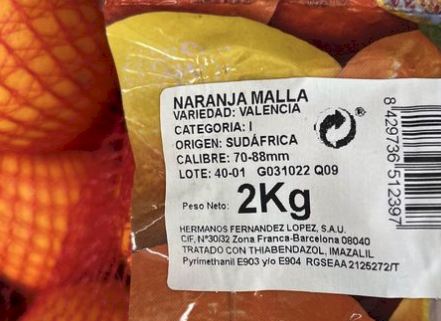 NARANJA MALLA
VARIEDAD: VALENCIA
CATEGORIA: I
ORIGEN: SUDÁFRICA
CALIBRE: 70-88mm
LOTE: 40-01 G031022 Q09
Peso Neto: 2Kg
HERMANOS FERNANDEZ LOPEZ, S.A.U.
CIF, N°30/32 Zona Franca-Barcelona 08040
TRATADO CON THIABENDAZOL, IMAZALIL
Pyrimethanil E903 y/o E904 RGSEAA 2125272/T
8 429736 512397